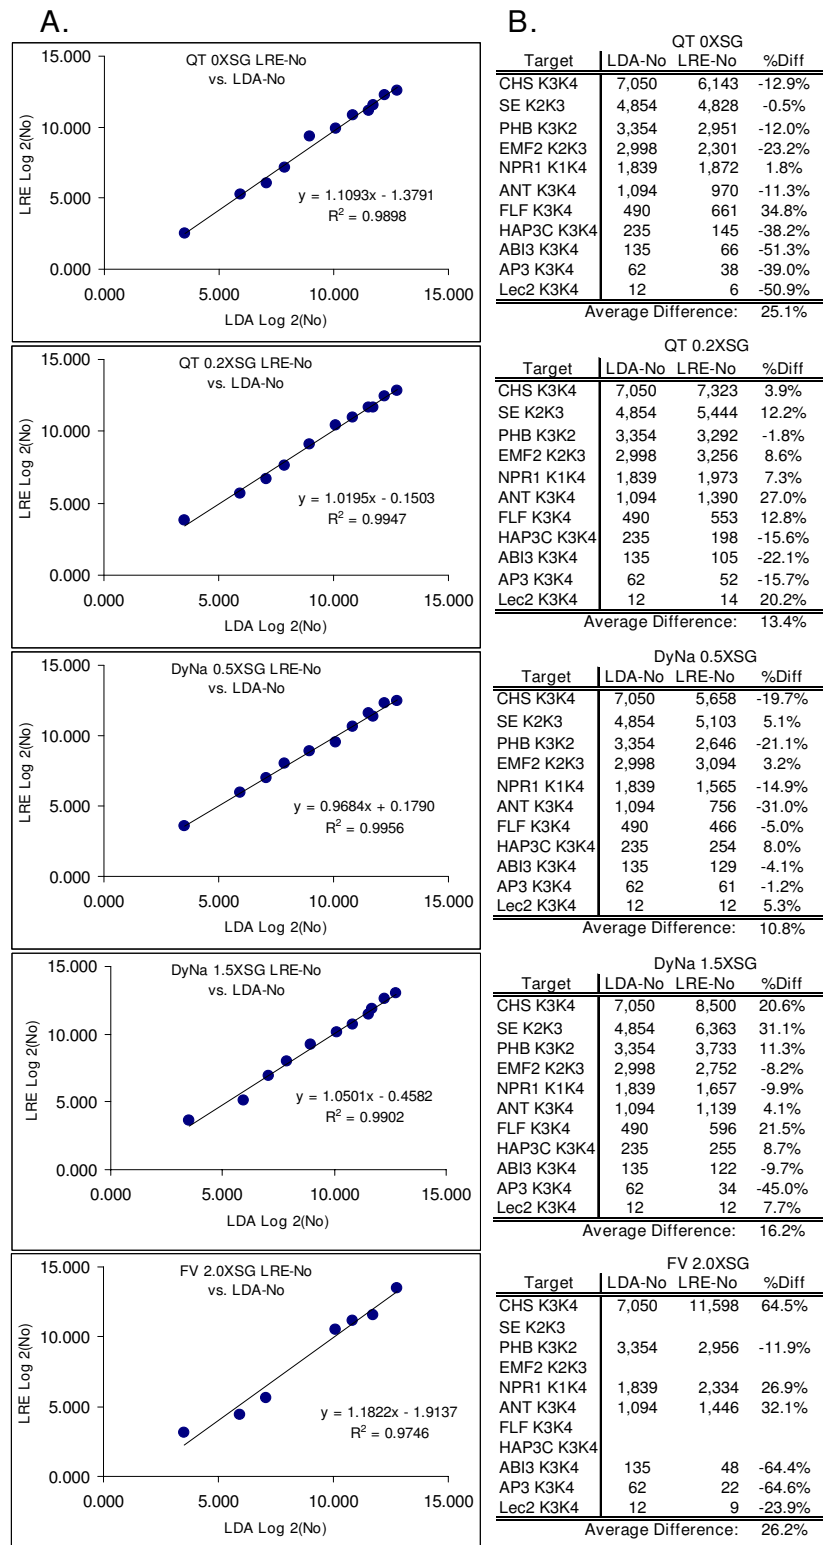 A.
QT 0XSG LRE-No
vs. LDA-No
LRE Log 2(No)
15.000
10.000
5.000
0.000
y = 1.1093x - 1.3791
R² = 0.9898
0.000 5.000 10.000 15.000
LDA Log 2(No)
QT 0.2XSG LRE-No
vs. LDA-No
LRE Log 2(No)
15.000
10.000
5.000
0.000
y = 1.0195x - 0.1503
R² = 0.9947
0.000 5.000 10.000 15.000
LDA Log 2(No)
DyNa 0.5XSG LRE-No
vs. LDA-No
LRE Log 2(No)
15.000
10.000
5.000
0.000
y = 0.9684x + 0.1790
R² = 0.9956
0.000 5.000 10.000 15.000
LDA Log 2(No)
DyNa 1.5XSG LRE-No
vs. LDA-No
LRE Log 2(No)
15.000
10.000
5.000
0.000
y = 1.0501x - 0.4582
R² = 0.9902
0.000 5.000 10.000 15.000
LDA Log 2(No)
FV 2.0XSG LRE-No
vs. LDA-No
LRE Log 2(No)
15.000
10.000
5.000
0.000
y = 1.1822x - 1.9137
R² = 0.9746
0.000 5.000 10.000 15.000
LDA Log 2(No)
B.
QT 0XSG
Target LDA-No LRE-No %Diff
CHS K3K4 7,050 6,143 -12.9%
SE K2K3 4,854 4,828 -0.5%
PHB K3K2 3,354 2,951 -12.0%
EMF2 K2K3 2,998 2,301 -23.2%
NPR1 K1K4 1,839 1,872 1.8%
ANT K3K4 1,094 970 -11.3%
FLF K3K4 490 661 34.8%
HAP3C K3K4 235 145 -38.2%
ABI3 K3K4 135 66 -51.3%
AP3 K3K4 62 38 -39.0%
Lec2 K3K4 12 6 -50.9%
Average Difference: 25.1%
QT 0.2XSG
Target LDA-No LRE-No %Diff
CHS K3K4 7,050 7,323 3.9%
SE K2K3 4,854 5,444 12.2%
PHB K3K2 3,354 3,292 -1.8%
EMF2 K2K3 2,998 3,256 8.6%
NPR1 K1K4 1,839 1,973 7.3%
ANT K3K4 1,094 1,390 27.0%
FLF K3K4 490 553 12.8%
HAP3C K3K4 235 198 -15.6%
ABI3 K3K4 135 105 -22.1%
AP3 K3K4 62 52 -15.7%
Lec2 K3K4 12 14 20.2%
Average Difference: 13.4%
DyNa 0.5XSG
Target LDA-No LRE-No %Diff
CHS K3K4 7,050 5,658 -19.7%
SE K2K3 4,854 5,103 5.1%
PHB K3K2 3,354 2,646 -21.1%
EMF2 K2K3 2,998 3,094 3.2%
NPR1 K1K4 1,839 1,565 -14.9%
ANT K3K4 1,094 756 -31.0%
FLF K3K4 490 466 -5.0%
HAP3C K3K4 235 254 8.0%
ABI3 K3K4 135 129 -4.1%
AP3 K3K4 62 61 -1.2%
Lec2 K3K4 12 12 5.3%
Average Difference: 10.8%
DyNa 1.5XSG
Target LDA-No LRE-No %Diff
CHS K3K4 7,050 8,500 20.6%
SE K2K3 4,854 6,363 31.1%
PHB K3K2 3,354 3,733 11.3%
EMF2 K2K3 2,998 2,752 -8.2%
NPR1 K1K4 1,839 1,657 -9.9%
ANT K3K4 1,094 1,139 4.1%
FLF K3K4 490 596 21.5%
HAP3C K3K4 235 255 8.7%
ABI3 K3K4 135 122 -9.7%
AP3 K3K4 62 34 -45.0%
Lec2 K3K4 12 12 7.7%
Average Difference: 16.2%
FV 2.0XSG
Target LDA-No LRE-No %Diff
CHS K3K4 7,050 11,598 64.5%
SE K2K3
PHB K3K2 3,354 2,956 -11.9%
EMF2 K2K3
NPR1 K1K4 1,839 2,334 26.9%
ANT K3K4 1,094 1,446 32.1%
FLF K3K4
HAP3C K3K4
ABI3 K3K4 135 48 -64.4%
AP3 K3K4 62 22 -64.6%
Lec2 K3K4 12 9 -23.9%
Average Difference: 26.2%